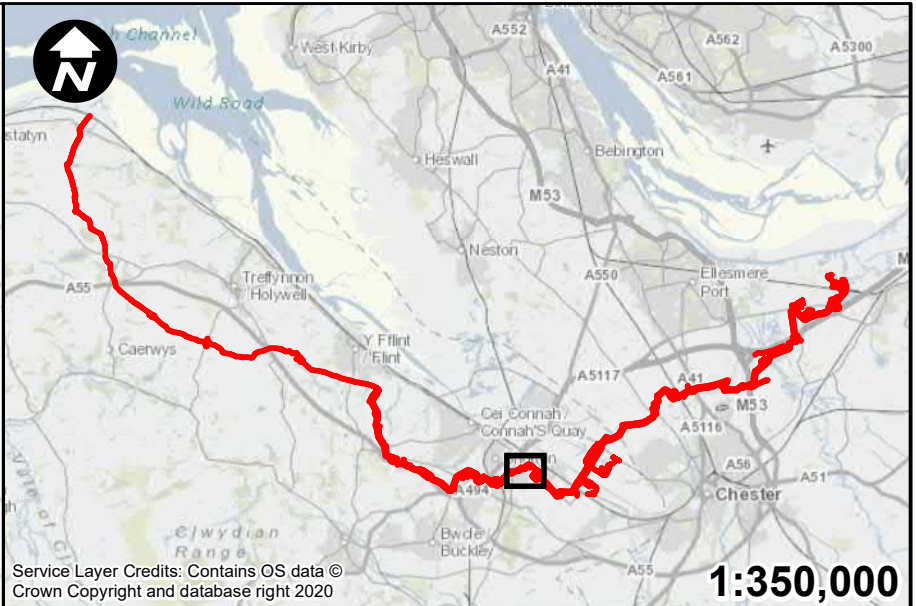 N
Channel
West Kirby
A552
A562
A5300
A41
A561
Wild Road
statyn
Heswall
Bebington
M53
Neston
Treffynnon
/Holywell
A550
Ellesmere
Port
A55
Caerwys
Y Fflint
/Flint
A5117
A41
M53
Cei Connah
Connah'S Quay
A5116
A56
A51
Chester
A494
Clwydian
Range
Bwcle/
Buckley
A55
Service Layer Credits: Contains OS data ©
Crown Copyright and database right 2020
1:350,000